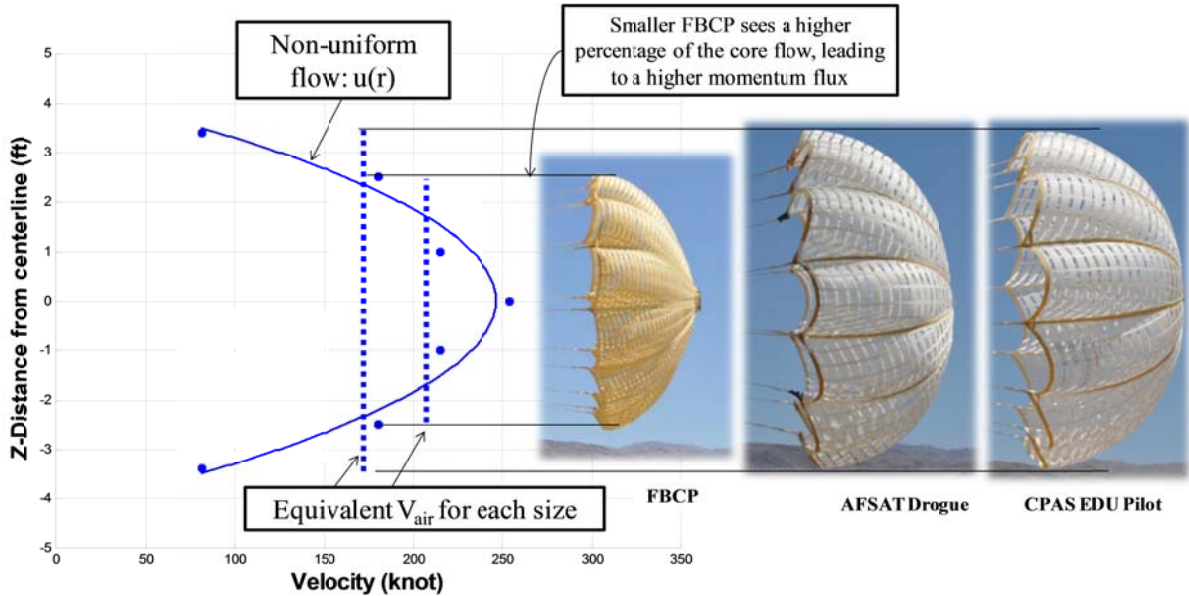 Non-uniform
flow: u(r)
Smaller FBCP sees a higher
percentage of the core flow, leading
to a higher momentum flux
5
4
3
2
1
0
-1
-2
-3
-4
-5
Z-Distance from centerline (ft)
Equivalent Vair for each size
FBCP
AFSAT Drogue
CPAS EDU Pilot
0
50
100
150
200
250
300
350
Velocity (knot)